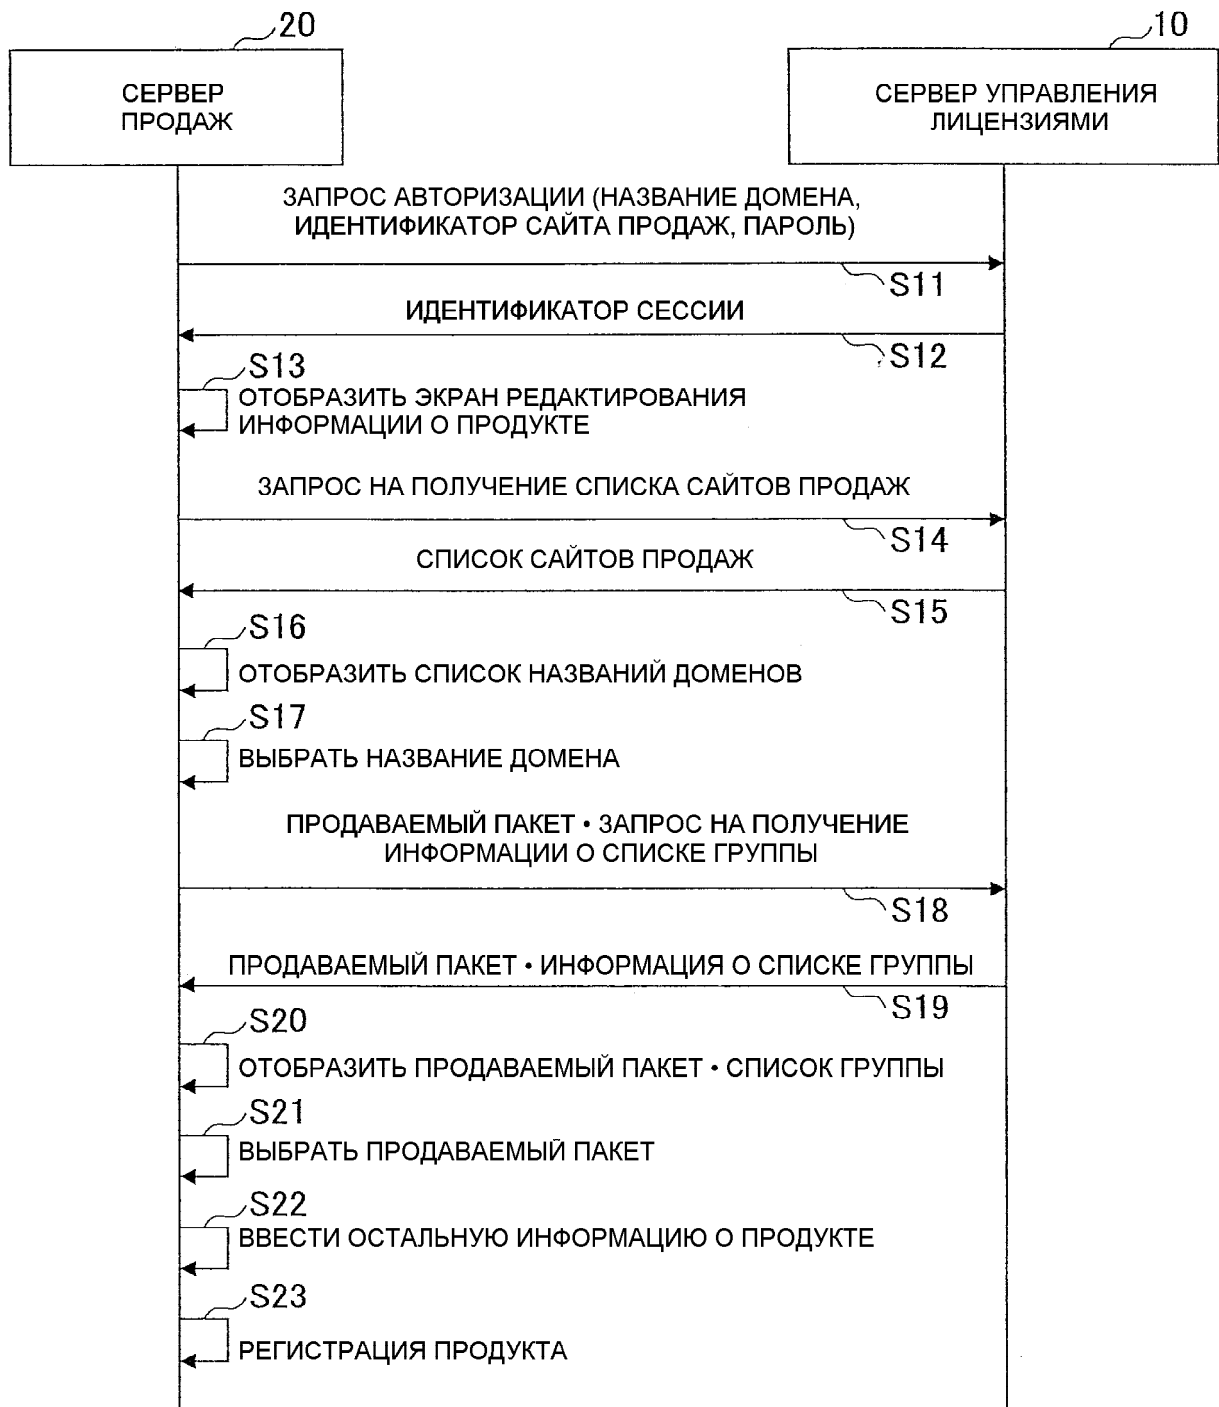 20
10
СЕРВЕР
ПРОДАЖ
СЕРВЕР УПРАВЛЕНИЯ
ЛИЦЕНЗИЯМИ
ЗАПРОС АВТОРИЗАЦИИ (НАЗВАНИЕ ДОМЕНА,
ИДЕНТИФИКАТОР САЙТА ПРОДАЖ, ПАРОЛЬ)
S11
ИДЕНТИФИКАТОР СЕССИИ
S12
S13
ОТОБРАЗИТЬ ЭКРАН РЕДАКТИРОВАНИЯ
ИНФОРМАЦИИ О ПРОДУКТЕ
ЗАПРОС НА ПОЛУЧЕНИЕ СПИСКА САЙТОВ ПРОДАЖ
S14
СПИСОК САЙТОВ ПРОДАЖ
S15
S16
ОТОБРАЗИТЬ СПИСОК НАЗВАНИЙ ДОМЕНОВ
S17
ВЫБРАТЬ НАЗВАНИЕ ДОМЕНА
ПРОДАВАЕМЫЙ ПАКЕТ • ЗАПРОС НА ПОЛУЧЕНИЕ
ИНФОРМАЦИИ О СПИСКЕ ГРУППЫ
S18
ПРОДАВАЕМЫЙ ПАКЕТ • ИНФОРМАЦИЯ О СПИСКЕ ГРУППЫ
S19
S20
ОТОБРАЗИТЬ ПРОДАВАЕМЫЙ ПАКЕТ • СПИСОК ГРУППЫ
S21
ВЫБРАТЬ ПРОДАВАЕМЫЙ ПАКЕТ
S22
ВВЕСТИ ОСТАЛЬНУЮ ИНФОРМАЦИЮ О ПРОДУКТЕ
S23
РЕГИСТРАЦИЯ ПРОДУКТА